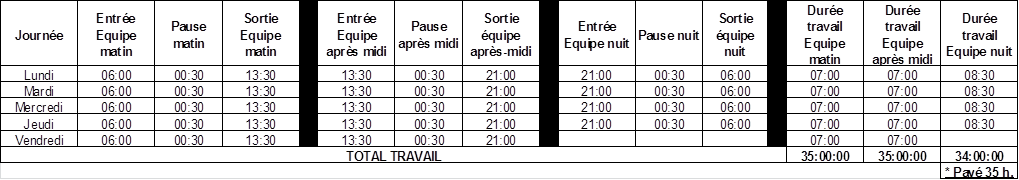 Journée Entrée Equipe matin Pause matin Sortie Equipe matin Entrée Equipe après midi Pause après midi Sortie équipe après-midi Entrée Equipe nuit Pause nuit Sortie équipe nuit Durée travail Equipe matin Durée travail Equipe après midi Durée travail Equipe nuit
Lundi 06:00 00:30 13:30 13:30 00:30 21:00 21:00 00:30 06:00 07:00 07:00 08:30
Mardi 06:00 00:30 13:30 13:30 00:30 21:00 21:00 00:30 06:00 07:00 07:00 08:30
Mercredi 06:00 00:30 13:30 13:30 00:30 21:00 21:00 00:30 06:00 07:00 07:00 08:30
Jeudi 06:00 00:30 13:30 13:30 00:30 21:00 21:00 00:30 06:00 07:00 07:00 08:30
Vendredi 06:00 00:30 13:30 13:30 00:30 21:00 07:00 07:00
TOTAL TRAVAIL 35:00:00 35:00:00 34:00:00
* Payé 35 h.